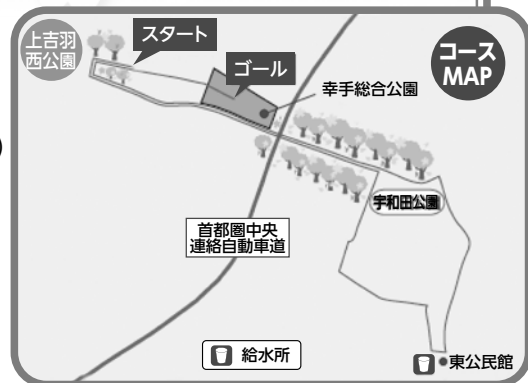 上吉羽
西公園
スタート
ゴール
コース
MAP
幸手総合公園
宇和田公園
首都圏中央
連絡自動車道
給水所
東公民館